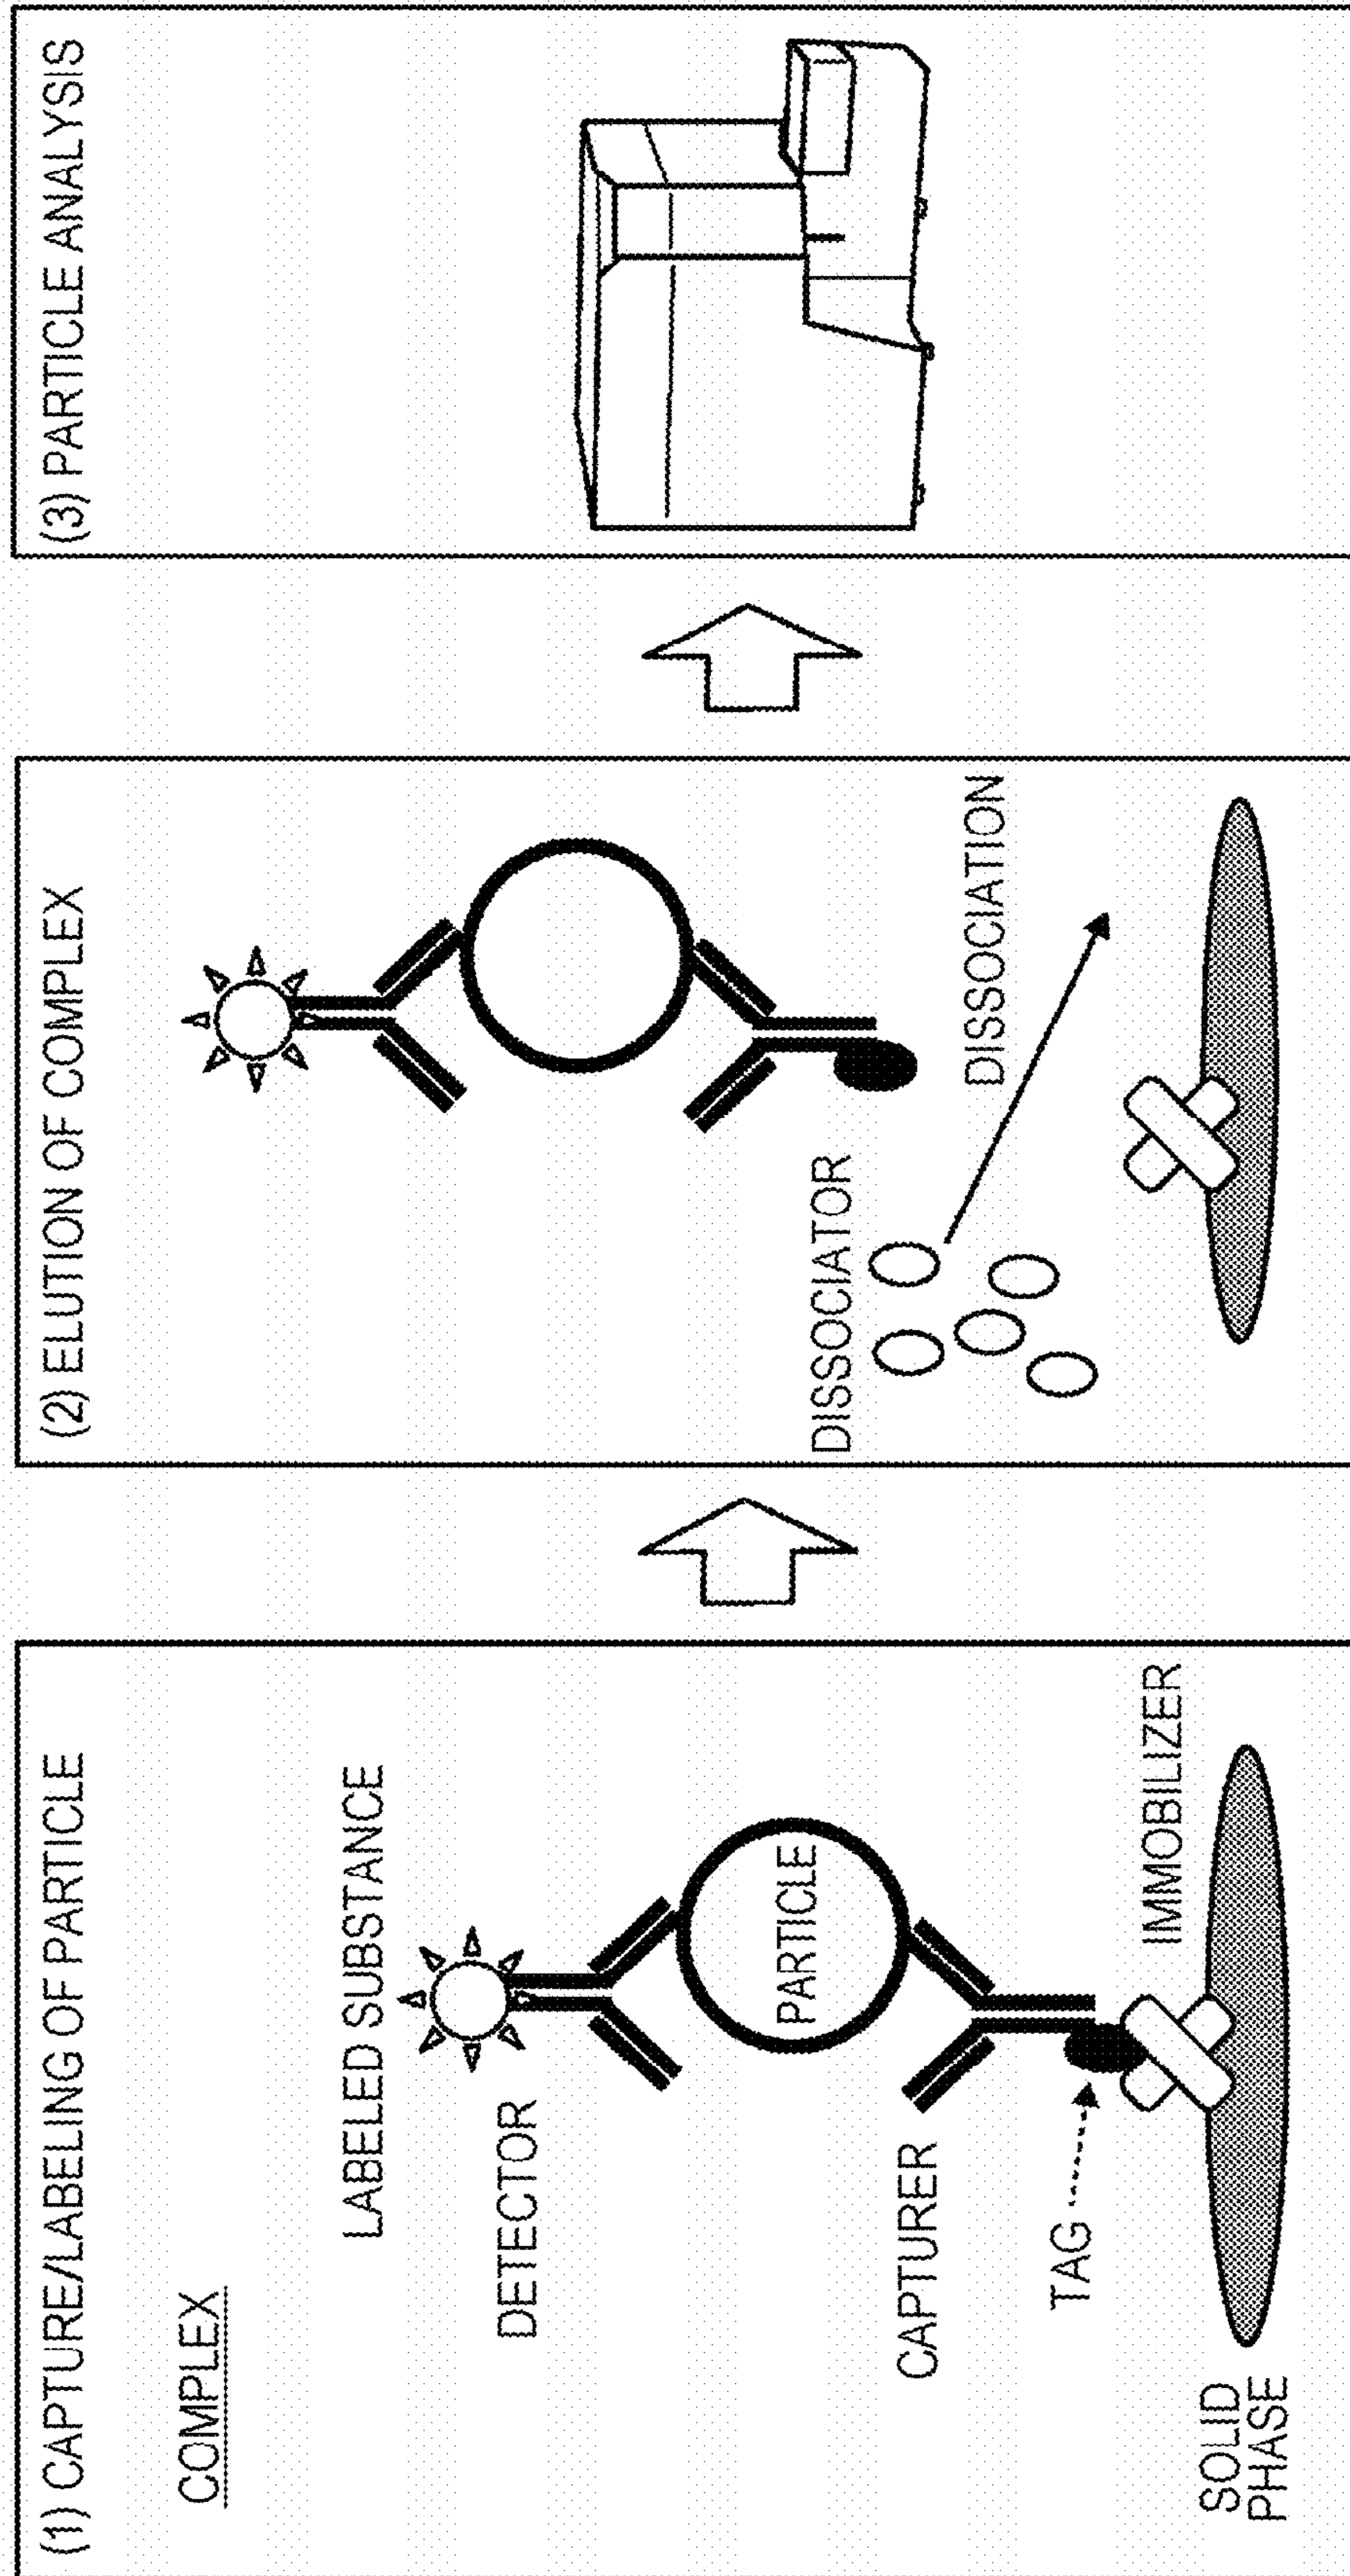 (1) CAPTURE/LABELING OF PARTICLE
COMPLEX
LABELED SUBSTANCE
DETECTOR
PARTICLE
CAPTURER
TAG
IMMOBILIZER
SOLID
PHASE
(2) ELUTION OF COMPLEX
DISSOCIATOR
DISSOCIATION
(3) PARTICLE ANALYSIS